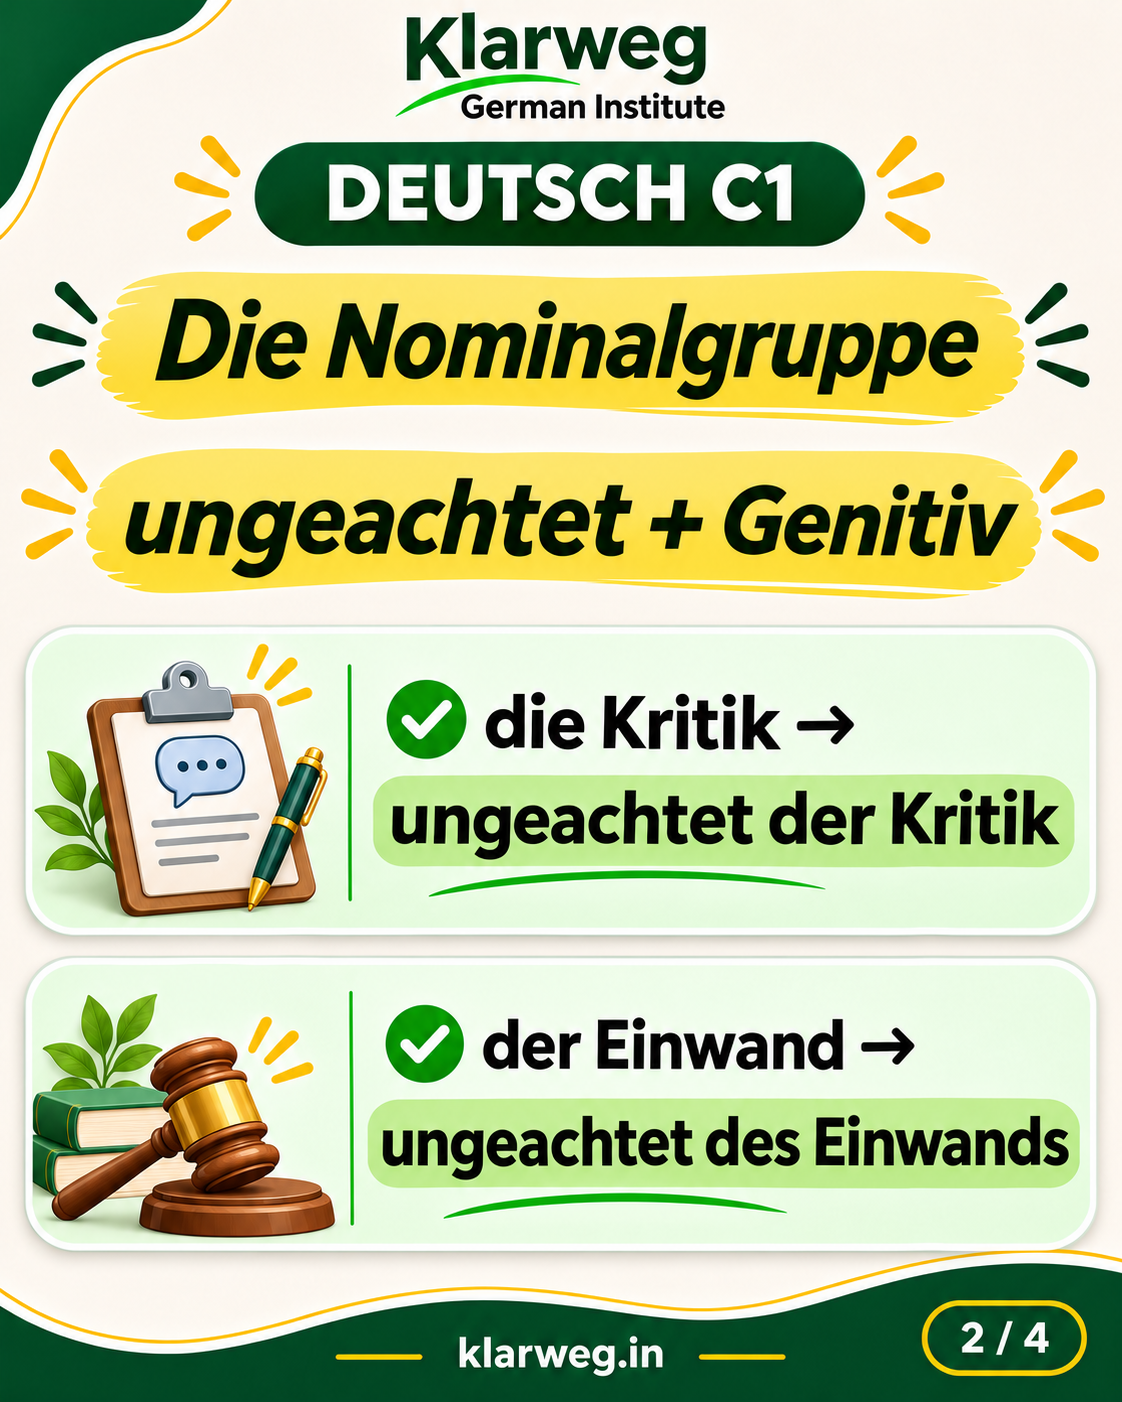 Klarweg
German Institute
DEUTSCH C1
Die Nominalgruppe
ungeachtet + Genitiv
die Kritik →
ungeachtet der Kritik
der Einwand →
ungeachtet des Einwands
klarweg.in
2 / 4